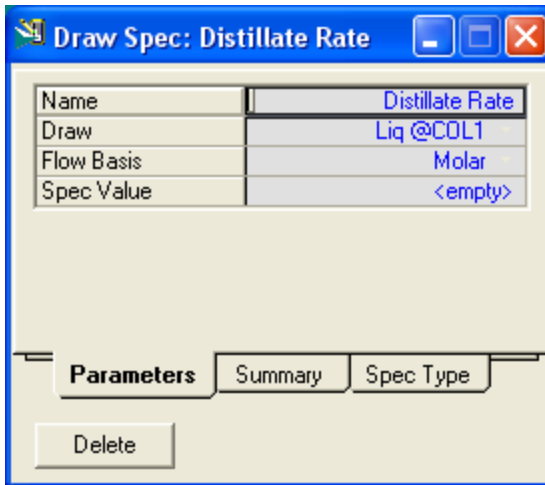 Draw Spec: Distillate Rate
Name Distillate Rate
Draw Liq @COL1
Flow Basis Molar
Spec Value <empty>
Parameters Summary Spec Type
Delete